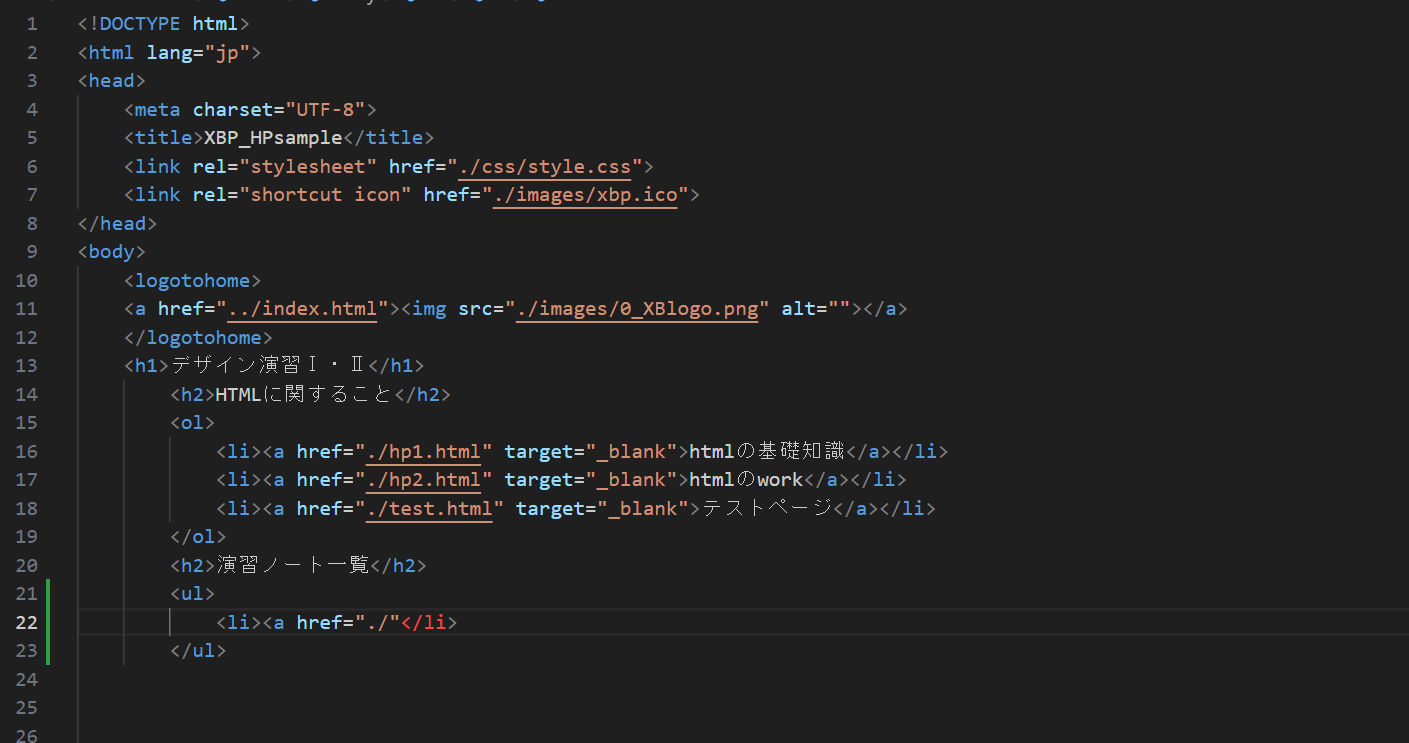 1 <!DOCTYPE html>
2 <html lang="jp">
3 <head>
4 <meta charset="UTF-8">
5 <title>XBP_HPsample</title>
6 <link rel="stylesheet" href="./css/style.css">
7 <link rel="shortcut icon" href="./images/xbp.ico">
8 </head>
9 <body>
10 <logotohome>
11 <a href="../index.html"><img src="./images/0_XBlogo.png" alt=""></a>
12 </logotohome>
13 <h1>デザイン演習Ⅰ・Ⅱ</h1>
14 <h2>HTMLに関すること</h2>
15 <ol>
16 <li><a href="./hp1.html" target="_blank">htmlの基礎知識</a></li>
17 <li><a href="./hp2.html" target="_blank">htmlのwork</a></li>
18 <li><a href="./test.html" target="_blank">テストページ</a></li>
19 </ol>
20 <h2>演習ノート一覧</h2>
21 <ul>
22 <li><a href="./"</li>
23 </ul>
24
25
26